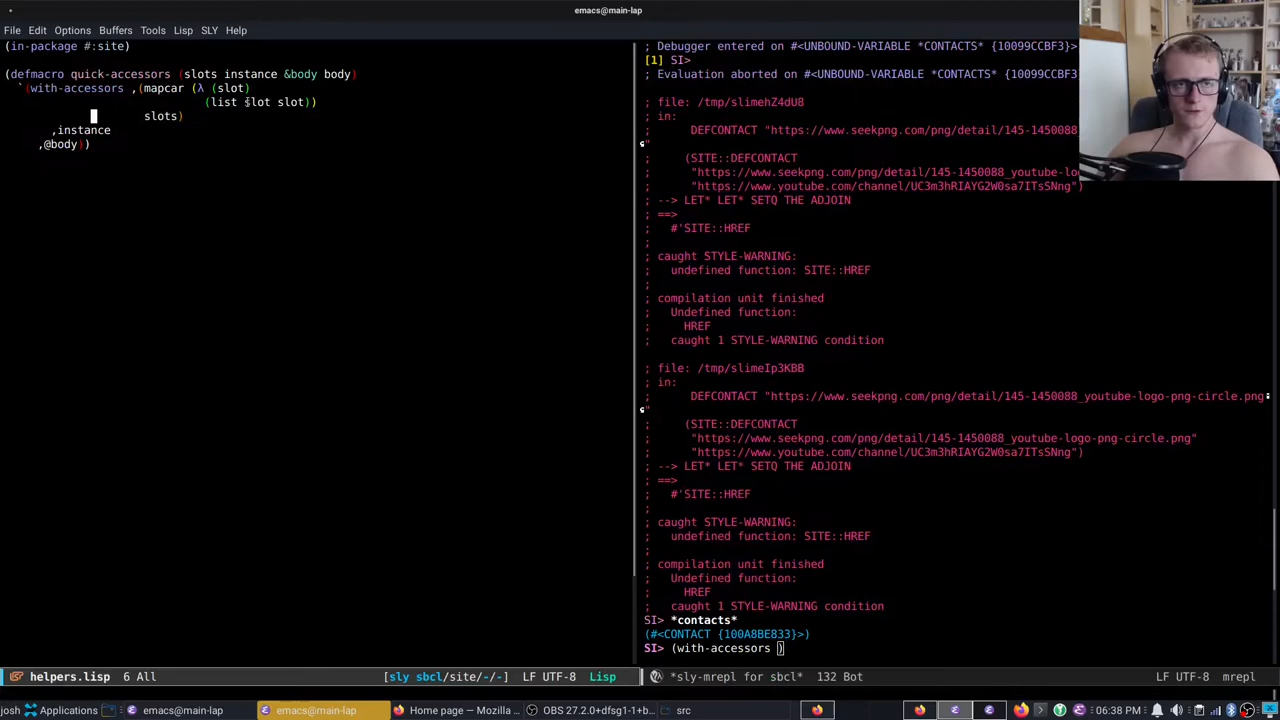 emacs@main-lap
File Edit Options Buffers Tools Lisp SLY Help
(in-package #:site)
(defmacro quick-accessors (slots instance &body body)
`(with-accessors ,(mapcar (λ (slot)
(list slot slot))
slots)
,instance
,@body))
helpers.lisp 6 All [sly sbcl/site/-/-] LF UTF-8 Lisp
; Debugger entered on #<UNBOUND-VARIABLE *CONTACTS* {10099CCBF3}>
[1] SI>
; Evaluation aborted on #<UNBOUND-VARIABLE *CONTACTS* {10099CCBF3}>
; file: /tmp/slimehZ4dU8
; in:
; DEFCONTACT "https://www.seekpng.com/png/detail/145-1450088
"
; (SITE::DEFCONTACT
; "https://www.seekpng.com/png/detail/145-1450088_youtube-lo
; "https://www.youtube.com/channel/UC3m3hRIAYG2W0sa7ITsSNng")
; --> LET* LET* SETQ THE ADJOIN
; ==>
; #'SITE::HREF
;
; caught STYLE-WARNING:
; undefined function: SITE::HREF
;
; compilation unit finished
; Undefined function:
; HREF
; caught 1 STYLE-WARNING condition
; file: /tmp/slimeIp3KBB
; in:
; DEFCONTACT "https://www.seekpng.com/png/detail/145-1450088_youtube-logo-png-circle.png
"
; (SITE::DEFCONTACT
; "https://www.seekpng.com/png/detail/145-1450088_youtube-logo-png-circle.png"
; "https://www.youtube.com/channel/UC3m3hRIAYG2W0sa7ITsSNng")
; --> LET* LET* SETQ THE ADJOIN
; ==>
; #'SITE::HREF
;
; caught STYLE-WARNING:
; undefined function: SITE::HREF
;
; compilation unit finished
; Undefined function:
; HREF
; caught 1 STYLE-WARNING condition
SI> *contacts*
(#<CONTACT {100A8BE833}>)
SI> (with-accessors )
*sly-mrepl for sbcl* 132 Bot LF UTF-8 mrepl
josh Applications emacs@main-lap emacs@main-lap Home page — Mozilla ... OBS 27.2.0+dfsg1-1~b... src 06:38 PM